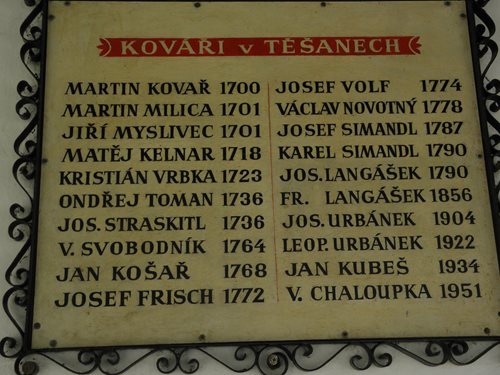 KOVÁŘI v TĚŠANECH
MARTIN KOVAŘ 1700
MARTIN MILICA 1701
JIŘÍ MYSLIVEC 1701
MATĚJ KELNAR 1718
KRISTIÁN VRBKA 1723
ONDŘEJ TOMAN 1736
JOS. STRASKITL 1736
V. SVOBODNÍK 1764
JAN KOŠAŘ 1768
JOSEF FRISCH 1772
JOSEF VOLF 1774
VÁCLAV NOVOTNÝ 1778
JOSEF SIMANDL 1787
KAREL SIMANDL 1790
JOS. LANGÁŠEK 1790
FR. LANGÁŠEK 1856
JOS. URBÁNEK 1904
LEOP. URBÁNEK 1922
JAN KUBEŠ 1934
V. CHALOUPKA 1951